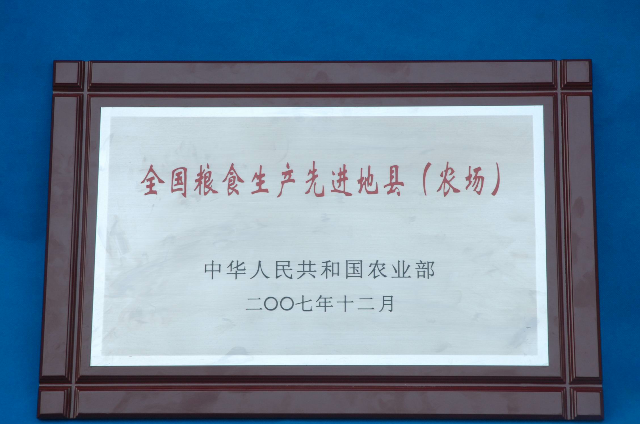 全国粮食生产先进地县（农场）
中华人民共和国农业部
二〇〇七年十二月